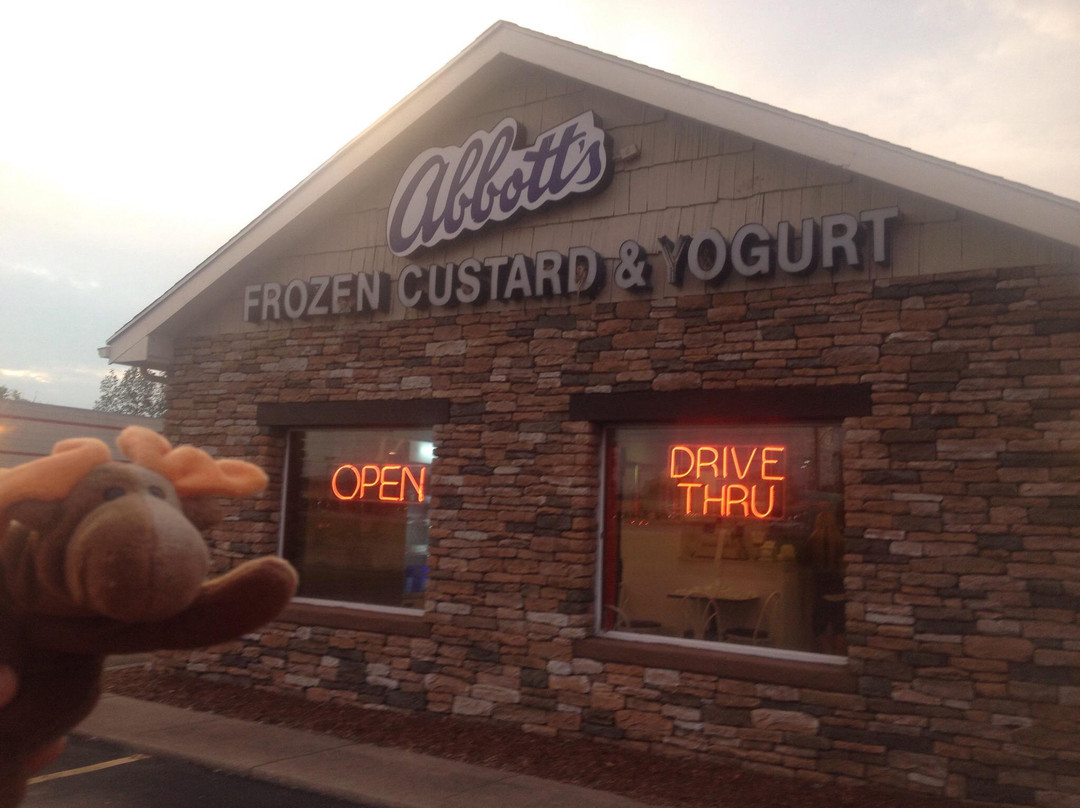 Abbott's
FROZEN CUSTARD & YOGURT
OPEN
DRIVE
THRU